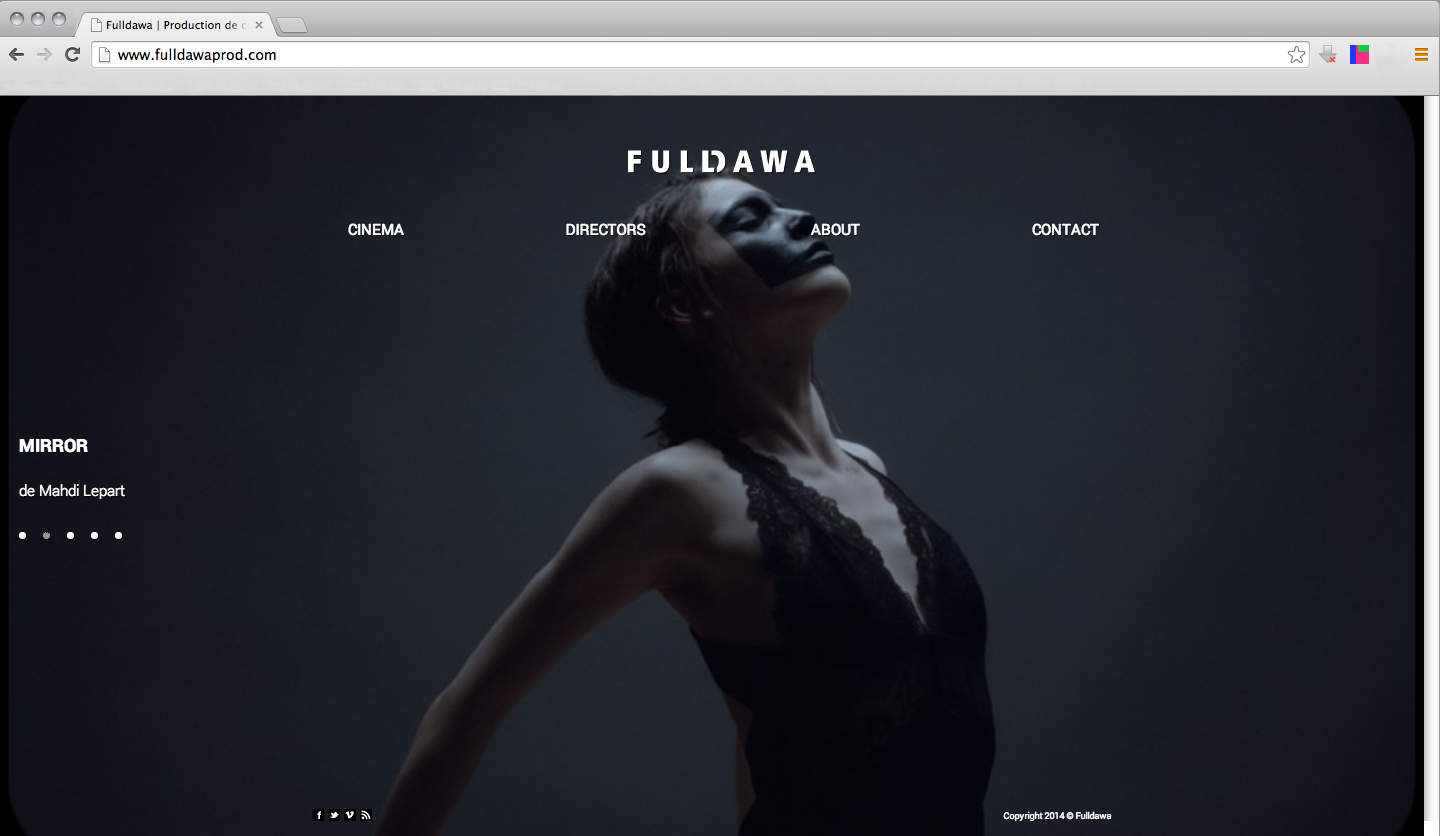 Fulldawa | Production de c
www.fulldawaprod.com
FULLDAWA
CINEMA DIRECTORS ABOUT CONTACT
MIRROR
de Mahdi Lepart
Copyright 2014 © Fulldawa